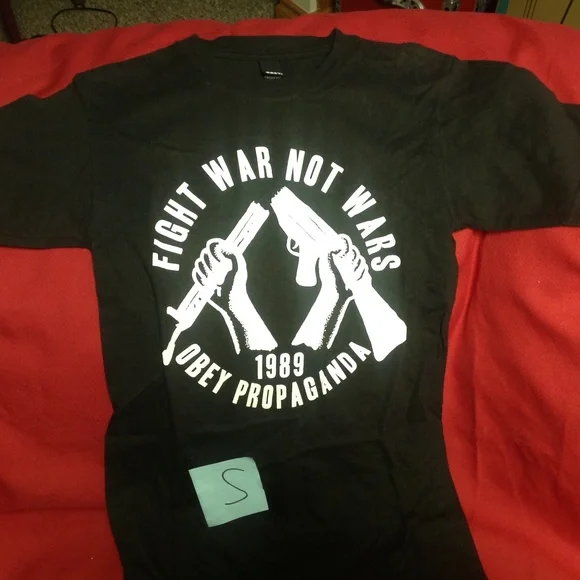 FIGHT WAR NOT WARS
1989
OBEY PROPAGANDA
S